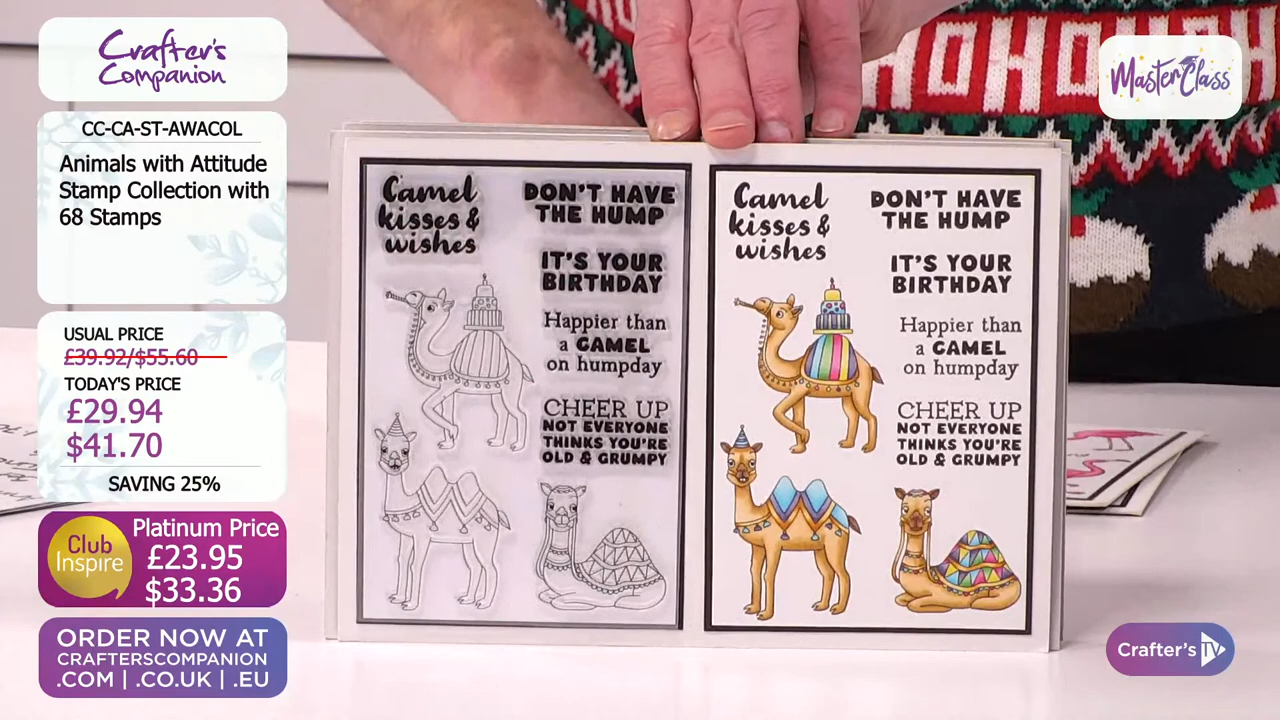 Crafter's
Companion
CC-CA-ST-AWACOL
Animals with Attitude
Stamp Collection with
68 Stamps
USUAL PRICE
£39.92/$55.60
TODAY'S PRICE
£29.94
$41.70
SAVING 25%
Club
Inspire
Platinum Price
£23.95
$33.36
ORDER NOW AT
CRAFTERSCOMPANION
.COM | .CO.UK | .EU
Camel
kisses &
wishes
DON'T HAVE
THE HUMP
IT'S YOUR
BIRTHDAY
Happier than
a CAMEL
on humpday
CHEER UP
NOT EVERYONE
THINKS YOU'RE
OLD & GRUMPY
Camel
kisses &
wishes
DON'T HAVE
THE HUMP
IT'S YOUR
BIRTHDAY
Happier than
a CAMEL
on humpday
CHEER UP
NOT EVERYONE
THINKS YOU'RE
OLD & GRUMPY
HOHOHOH
MasterClass
Crafter's TV